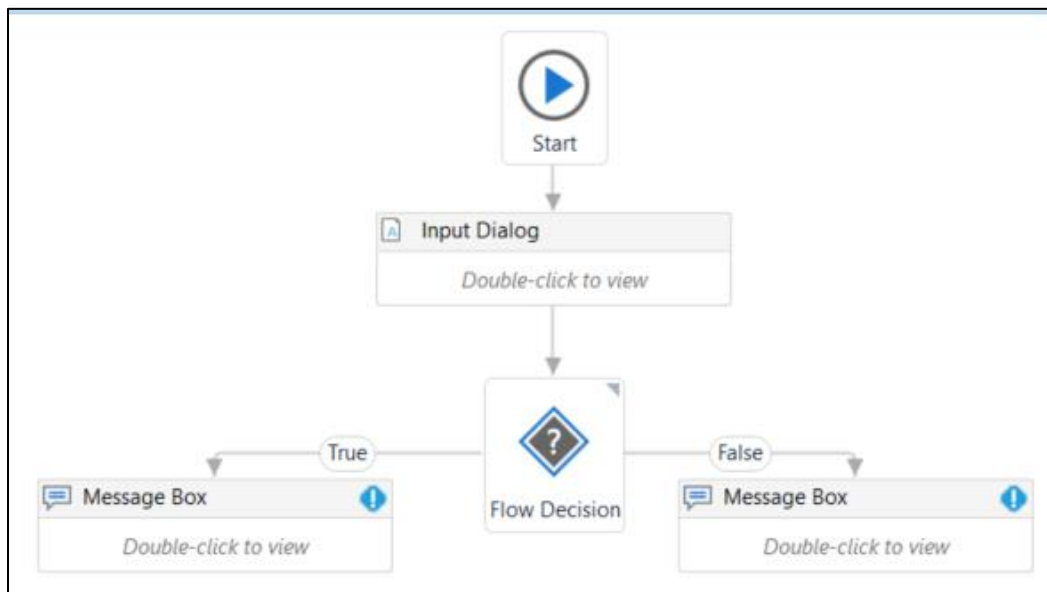 Start
Input Dialog
Double-click to view
True
False
Message Box
Double-click to view
Flow Decision
Message Box
Double-click to view